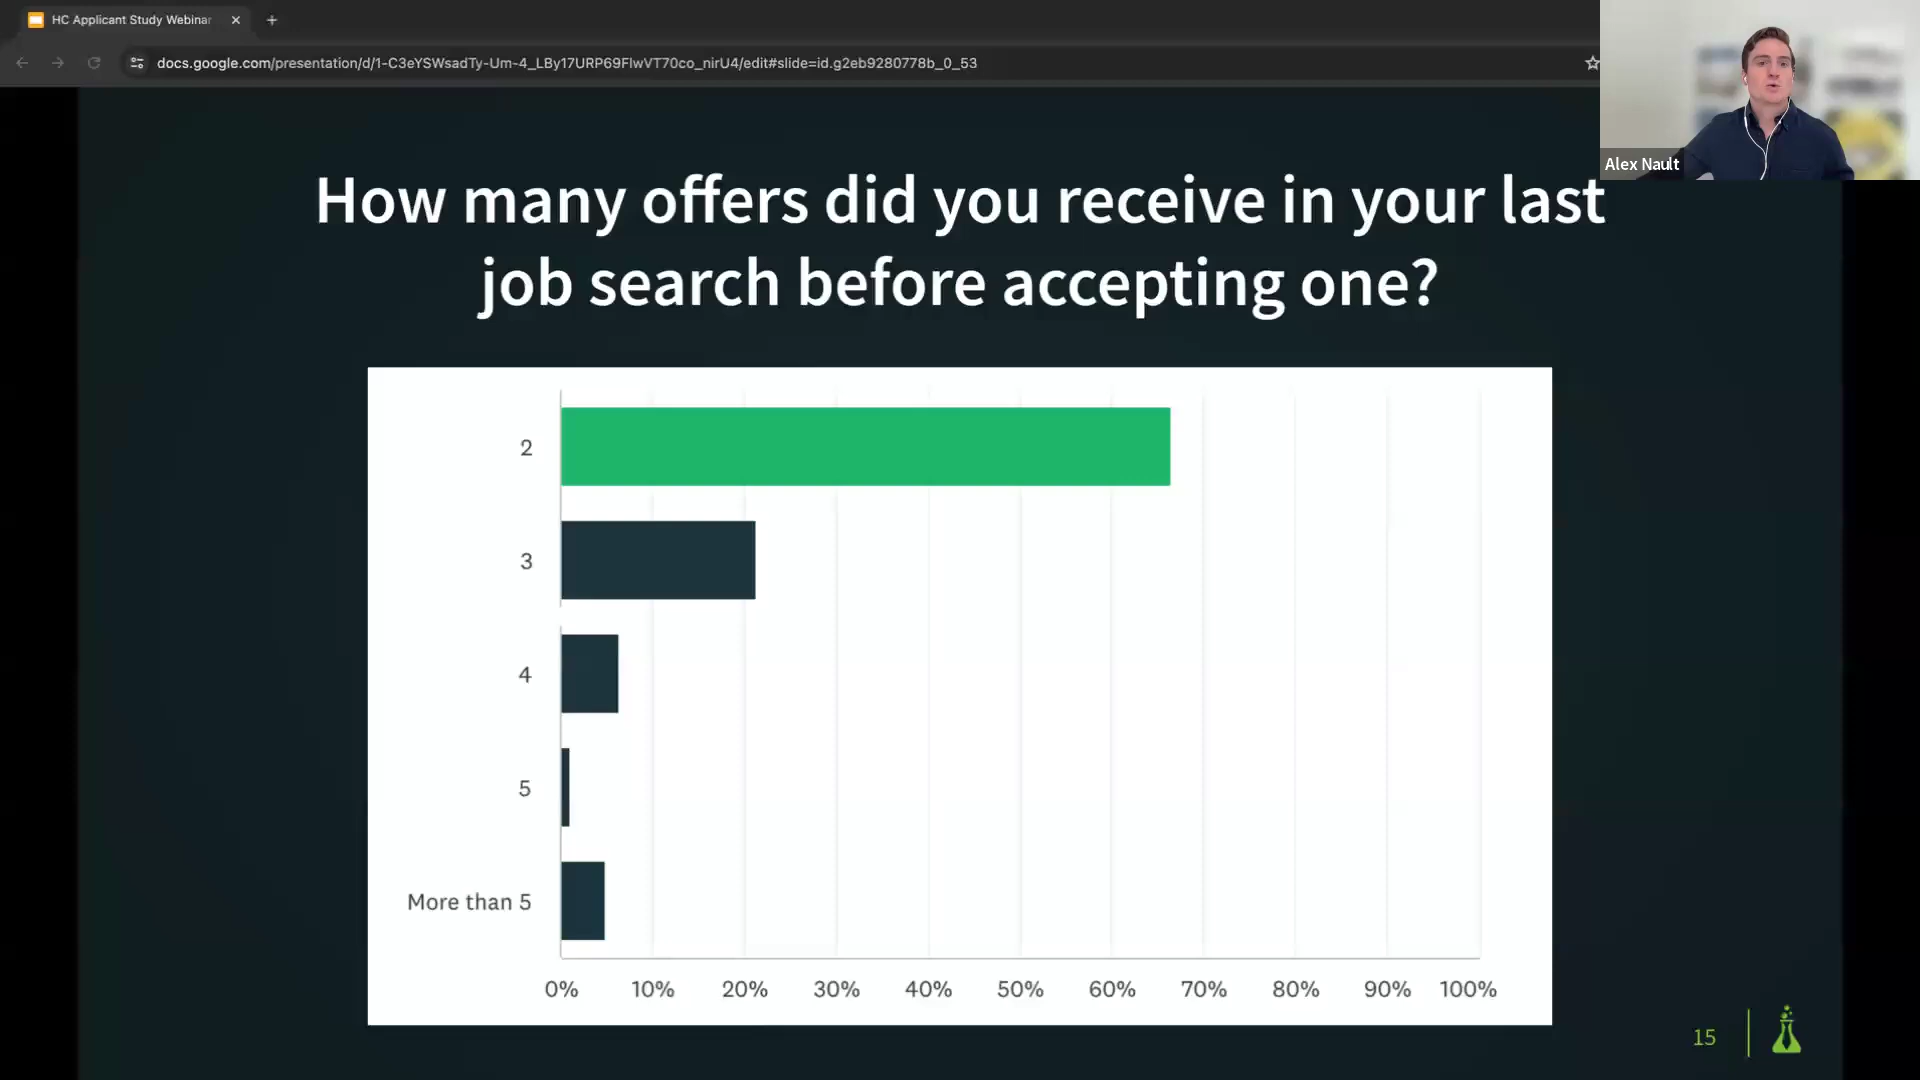 HC Applicant Study Webinar
docs.google.com/presentation/d/1-C3eYSWsadTy-Um-4_LBy17URP69FlwVT70co_nirU4/edit#slide=id.g2eb9280778b_0_53
Alex Nault
How many offers did you receive in your last
job search before accepting one?
2
3
4
5
More than 5
0% 10% 20% 30% 40% 50% 60% 70% 80% 90% 100%
15